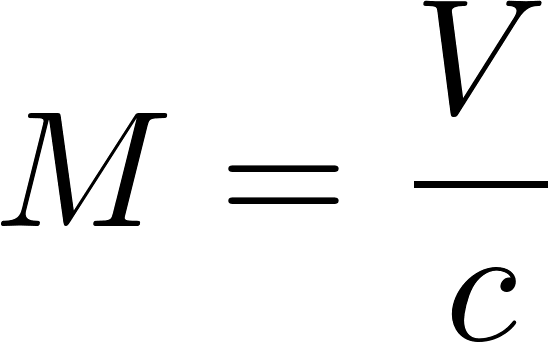 M = V/c